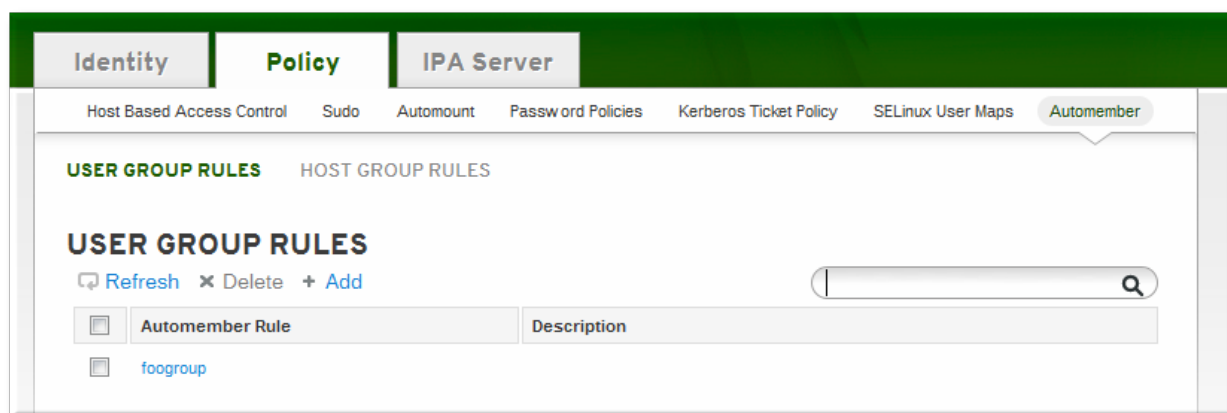 Identity Policy IPA Server
Host Based Access Control Sudo Automount Password Policies Kerberos Ticket Policy SELinux User Maps Automember
USER GROUP RULES HOST GROUP RULES
USER GROUP RULES
Refresh Delete Add
Automember Rule Description
foogroup